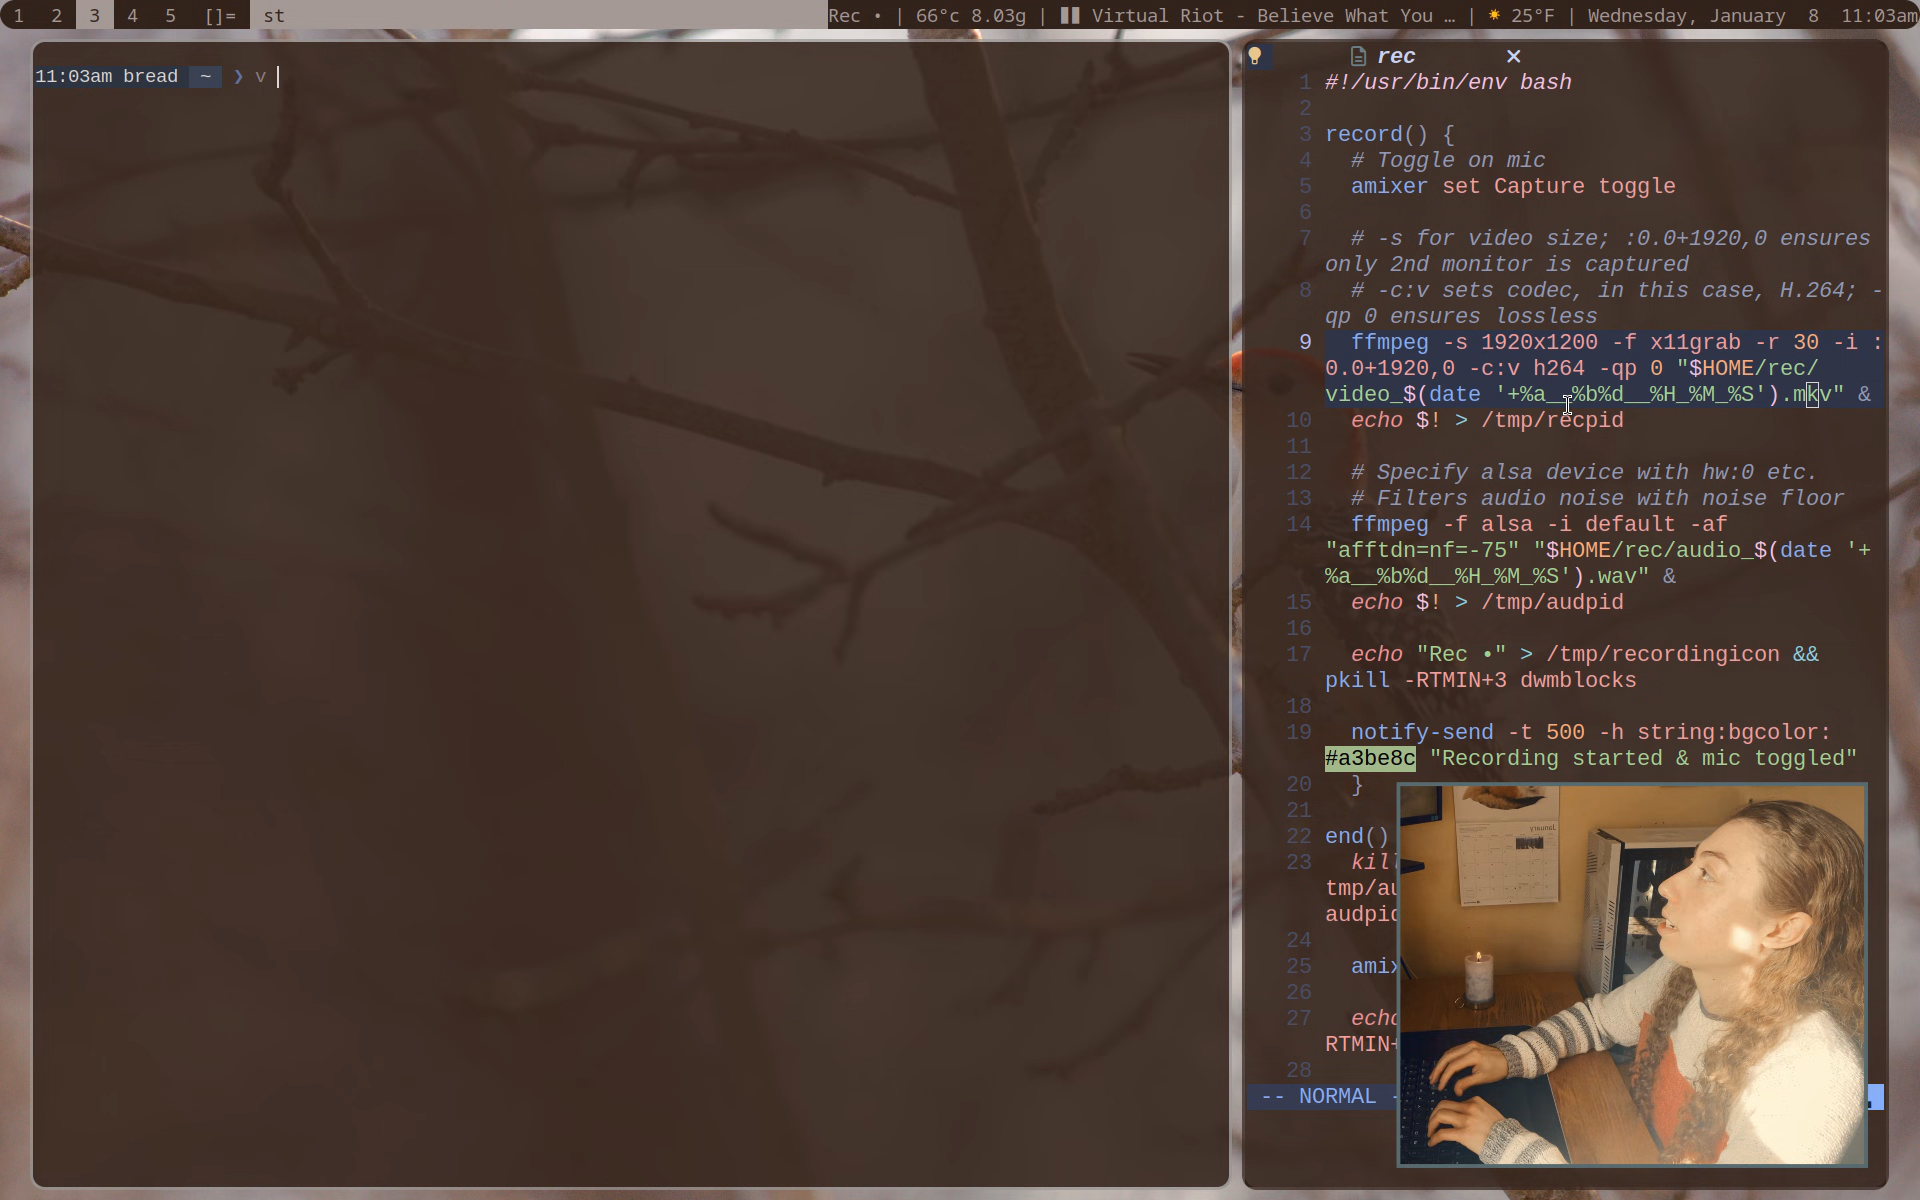 1 2 3 4 5 []= st Rec • | 66°c 8.03g | Virtual Riot - Believe What You … | 25°F | Wednesday, January 8 11:03am
11:03am bread ~ ❯ v
rec ✕
1 #!/usr/bin/env bash
2
3 record() {
4 # Toggle on mic
5 amixer set Capture toggle
6
7 # -s for video size; :0.0+1920,0 ensures
only 2nd monitor is captured
8 # -c:v sets codec, in this case, H.264; -
qp 0 ensures lossless
9 ffmpeg -s 1920x1200 -f x11grab -r 30 -i :
0.0+1920,0 -c:v h264 -qp 0 "$HOME/rec/
video_$(date '+%a__%b%d__%H_%M_%S').mkv" &
10 echo $! > /tmp/recpid
11
12 # Specify alsa device with hw:0 etc.
13 # Filters audio noise with noise floor
14 ffmpeg -f alsa -i default -af
"afftdn=nf=-75" "$HOME/rec/audio_$(date '+
%a__%b%d__%H_%M_%S').wav" &
15 echo $! > /tmp/audpid
16
17 echo "Rec •" > /tmp/recordingicon &&
pkill -RTMIN+3 dwmblocks
18
19 notify-send -t 500 -h string:bgcolor:
#a3be8c "Recording started & mic toggled"
20 }
21
22 end()
23 kil
tmp/au
audpid
24
25 amix
26
27 echo
RTMIN+
28
-- NORMAL -